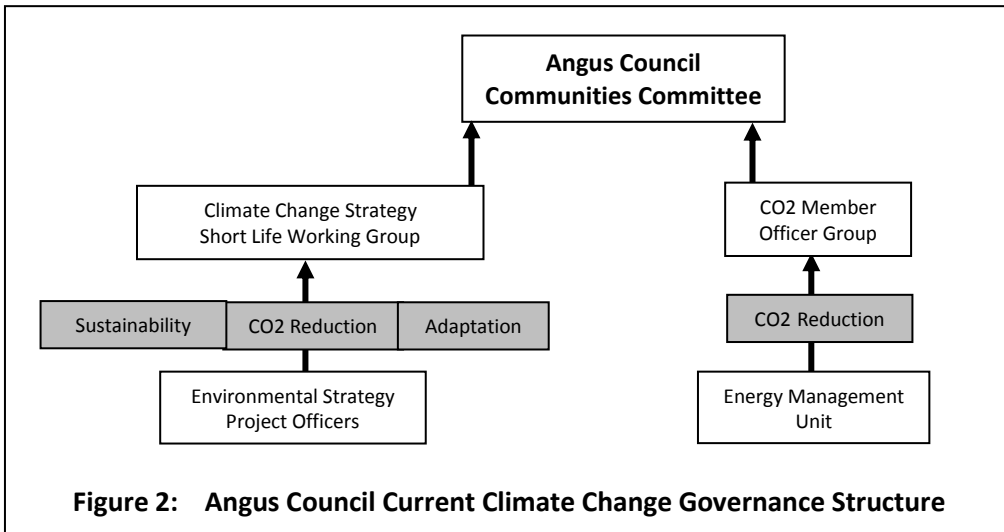 Angus Council
Communities Committee
Climate Change Strategy
Short Life Working Group
CO2 Member
Officer Group
Sustainability
CO2 Reduction
Adaptation
CO2 Reduction
Environmental Strategy
Project Officers
Energy Management
Unit
Figure 2: Angus Council Current Climate Change Governance Structure